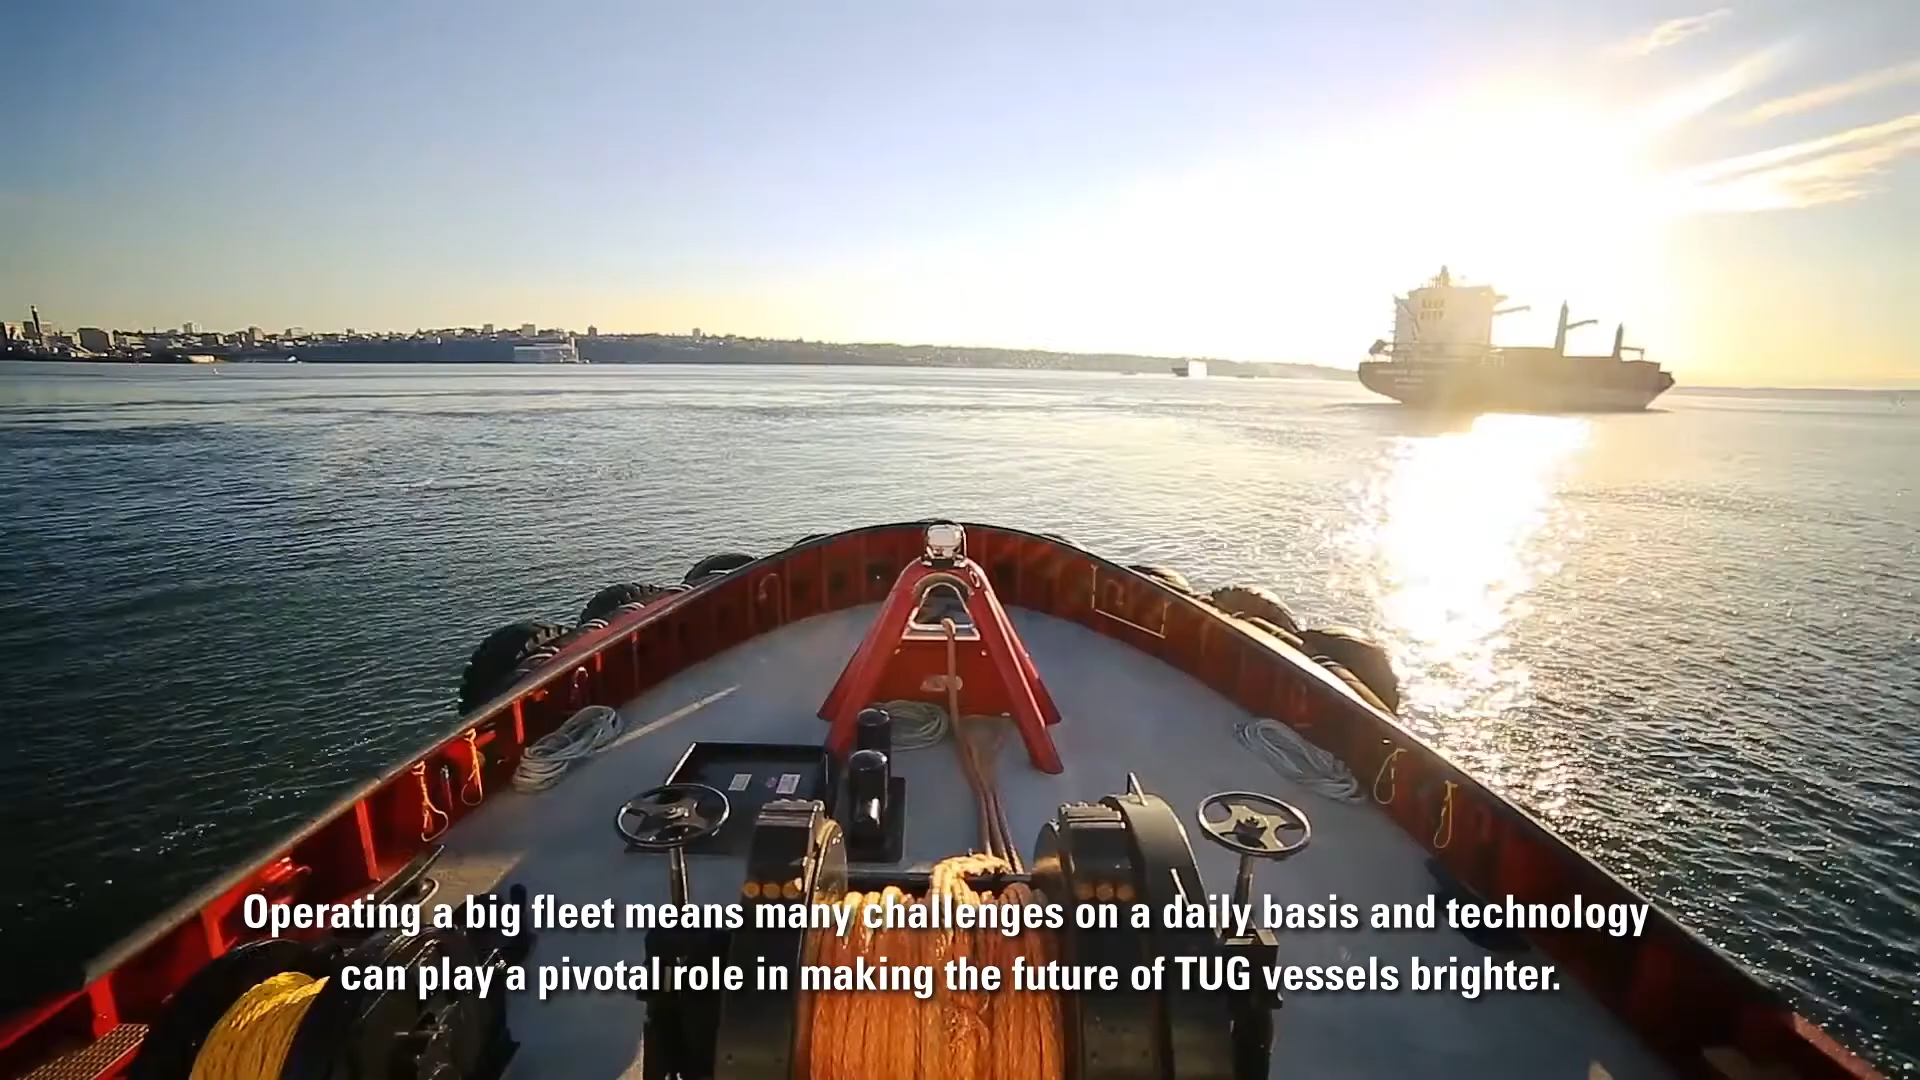 Operating a big fleet means many challenges on a daily basis and technology
can play a pivotal role in making the future of TUG vessels brighter.